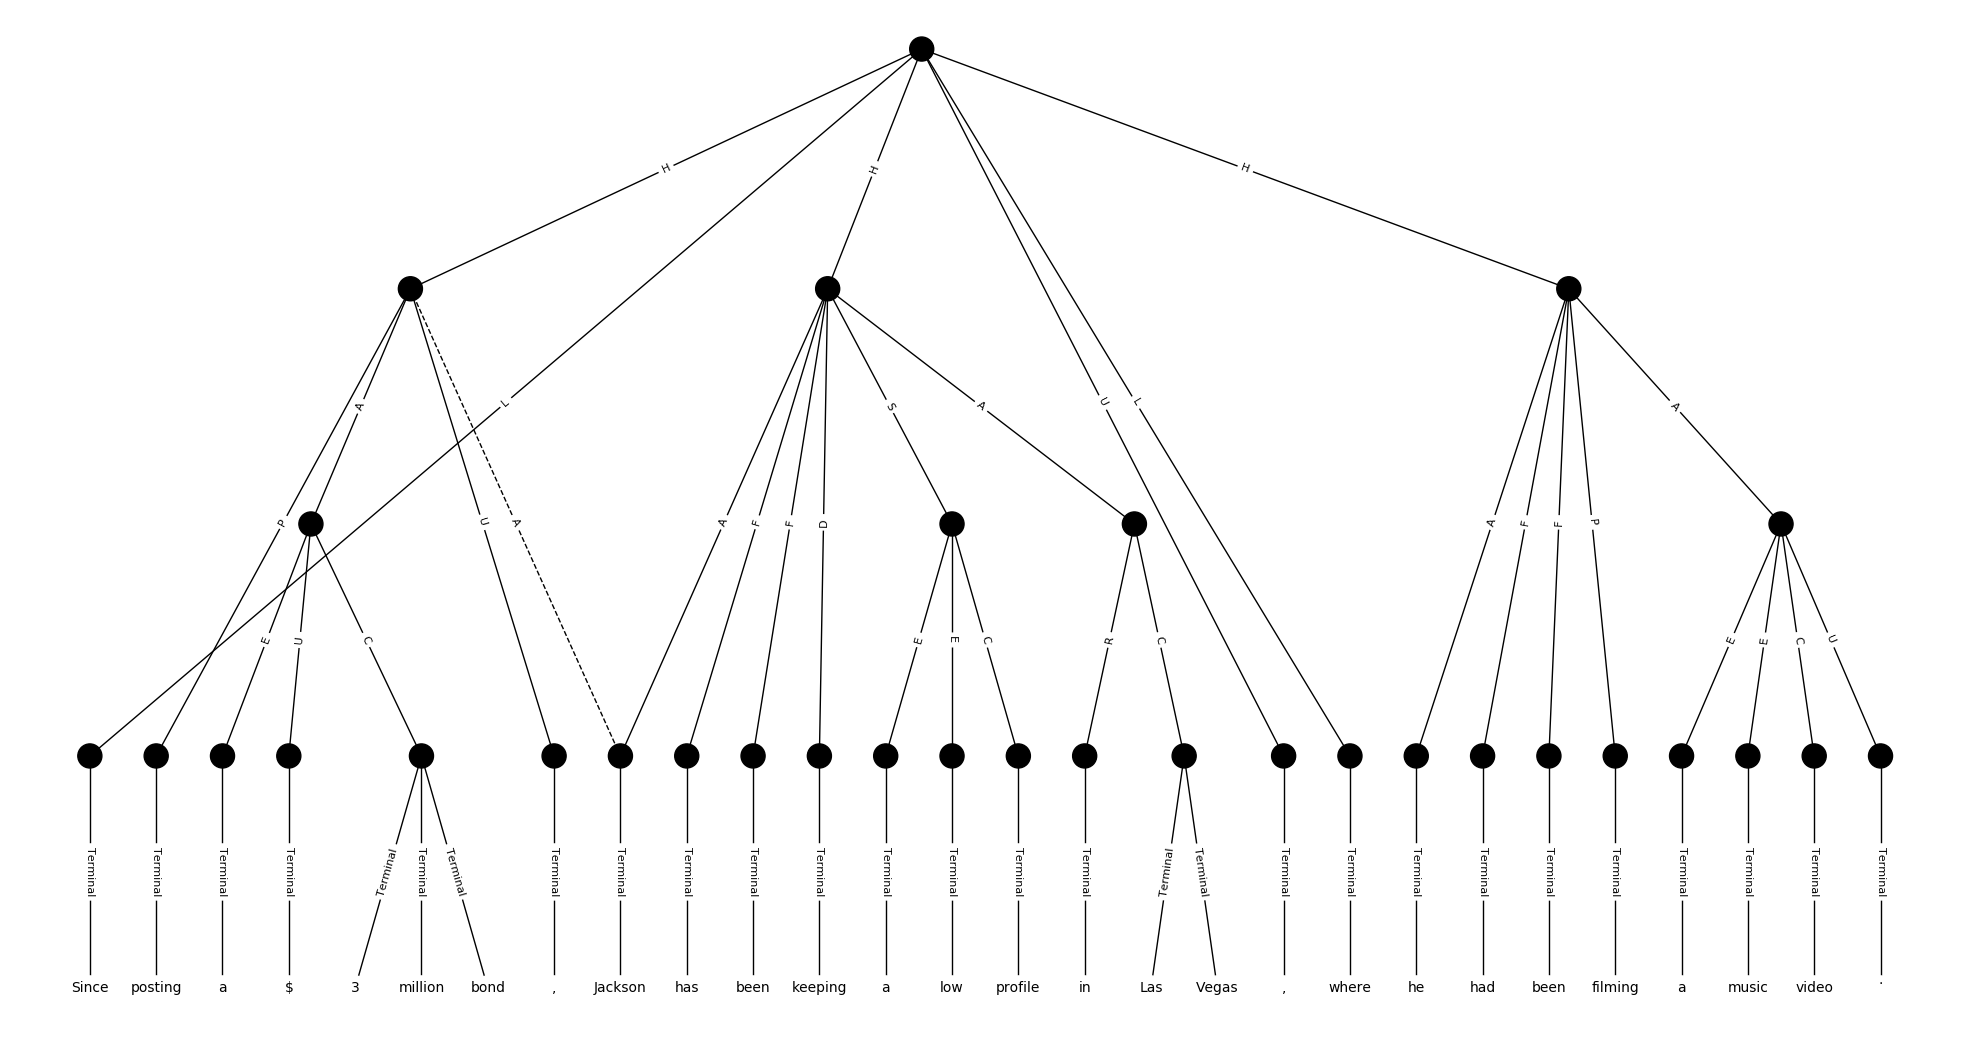 H H H
L A S A U L A
P U A A F F D A F F P
E U C E E C R C E E C U
Terminal Terminal Terminal Terminal Terminal Terminal Terminal Terminal Terminal Terminal Terminal Terminal Terminal Terminal Terminal Terminal Terminal Terminal Terminal Terminal Terminal Terminal Terminal Terminal Terminal Terminal Terminal Terminal
Since posting a $ 3 million bond , Jackson has been keeping a low profile in Las Vegas , where he had been filming a music video .